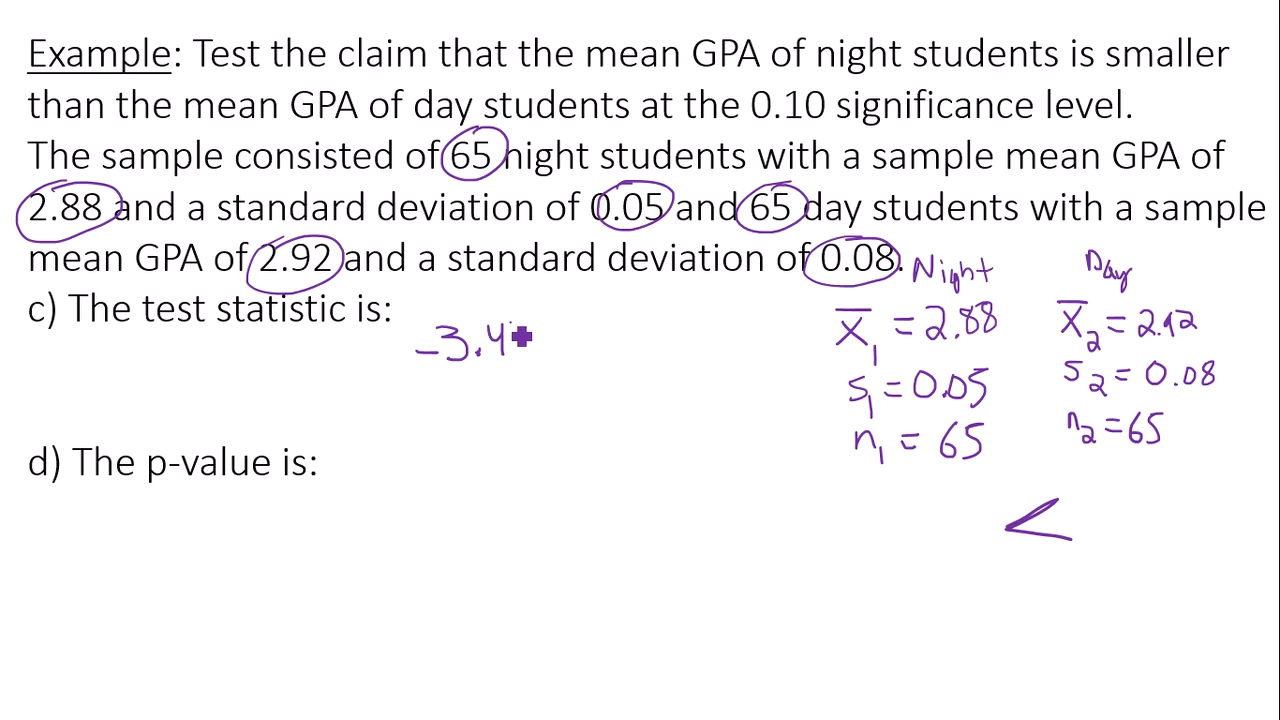 Example: Test the claim that the mean GPA of night students is smaller
than the mean GPA of day students at the 0.10 significance level.
The sample consisted of 65 night students with a sample mean GPA of
2.88 and a standard deviation of 0.05 and 65 day students with a sample
mean GPA of 2.92 and a standard deviation of 0.08.
Night
Day
c) The test statistic is:
-3.4
x̄₁ = 2.88
x̄₂ = 2.92
s₁ = 0.05
s₂ = 0.08
n₁ = 65
n₂ = 65
d) The p-value is:
<